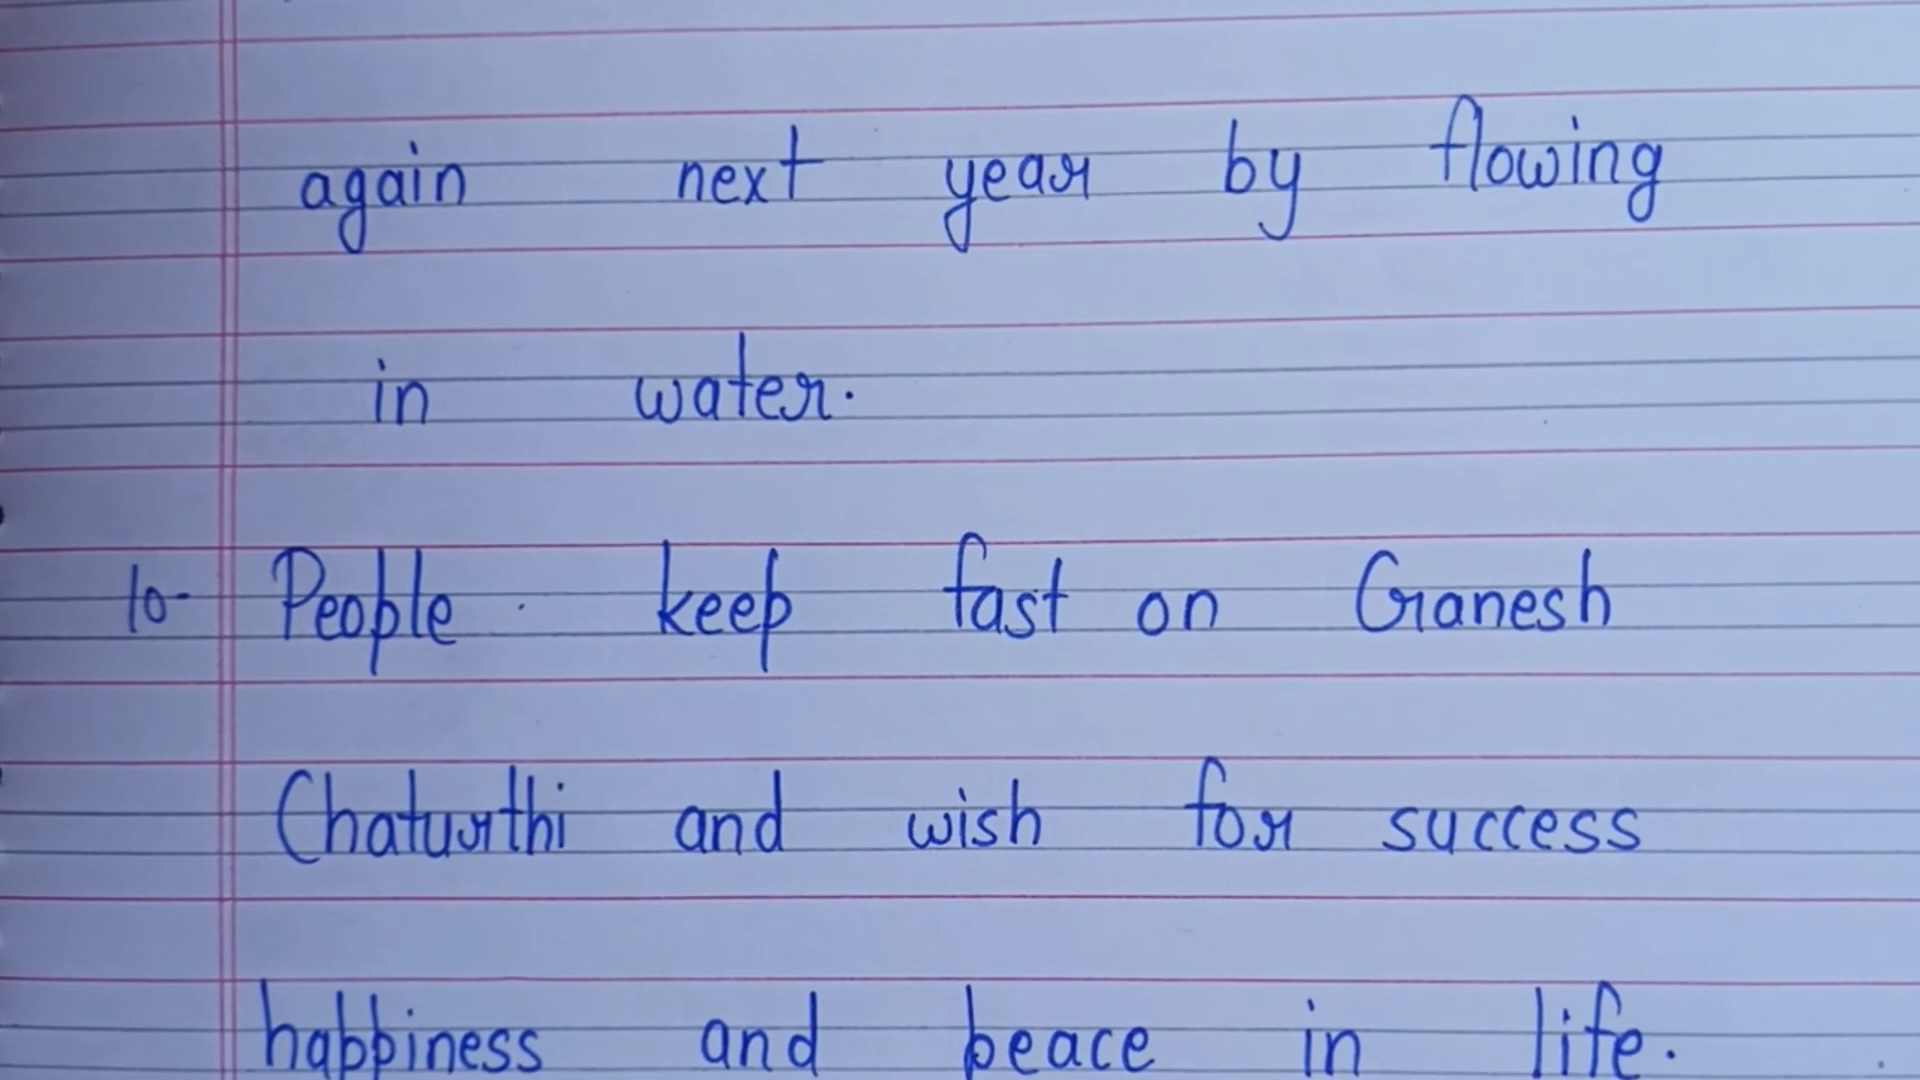 again next year by flowing
in water.
10- People keep fast on Ganesh
Chaturthi and wish for success
happiness and peace in life.